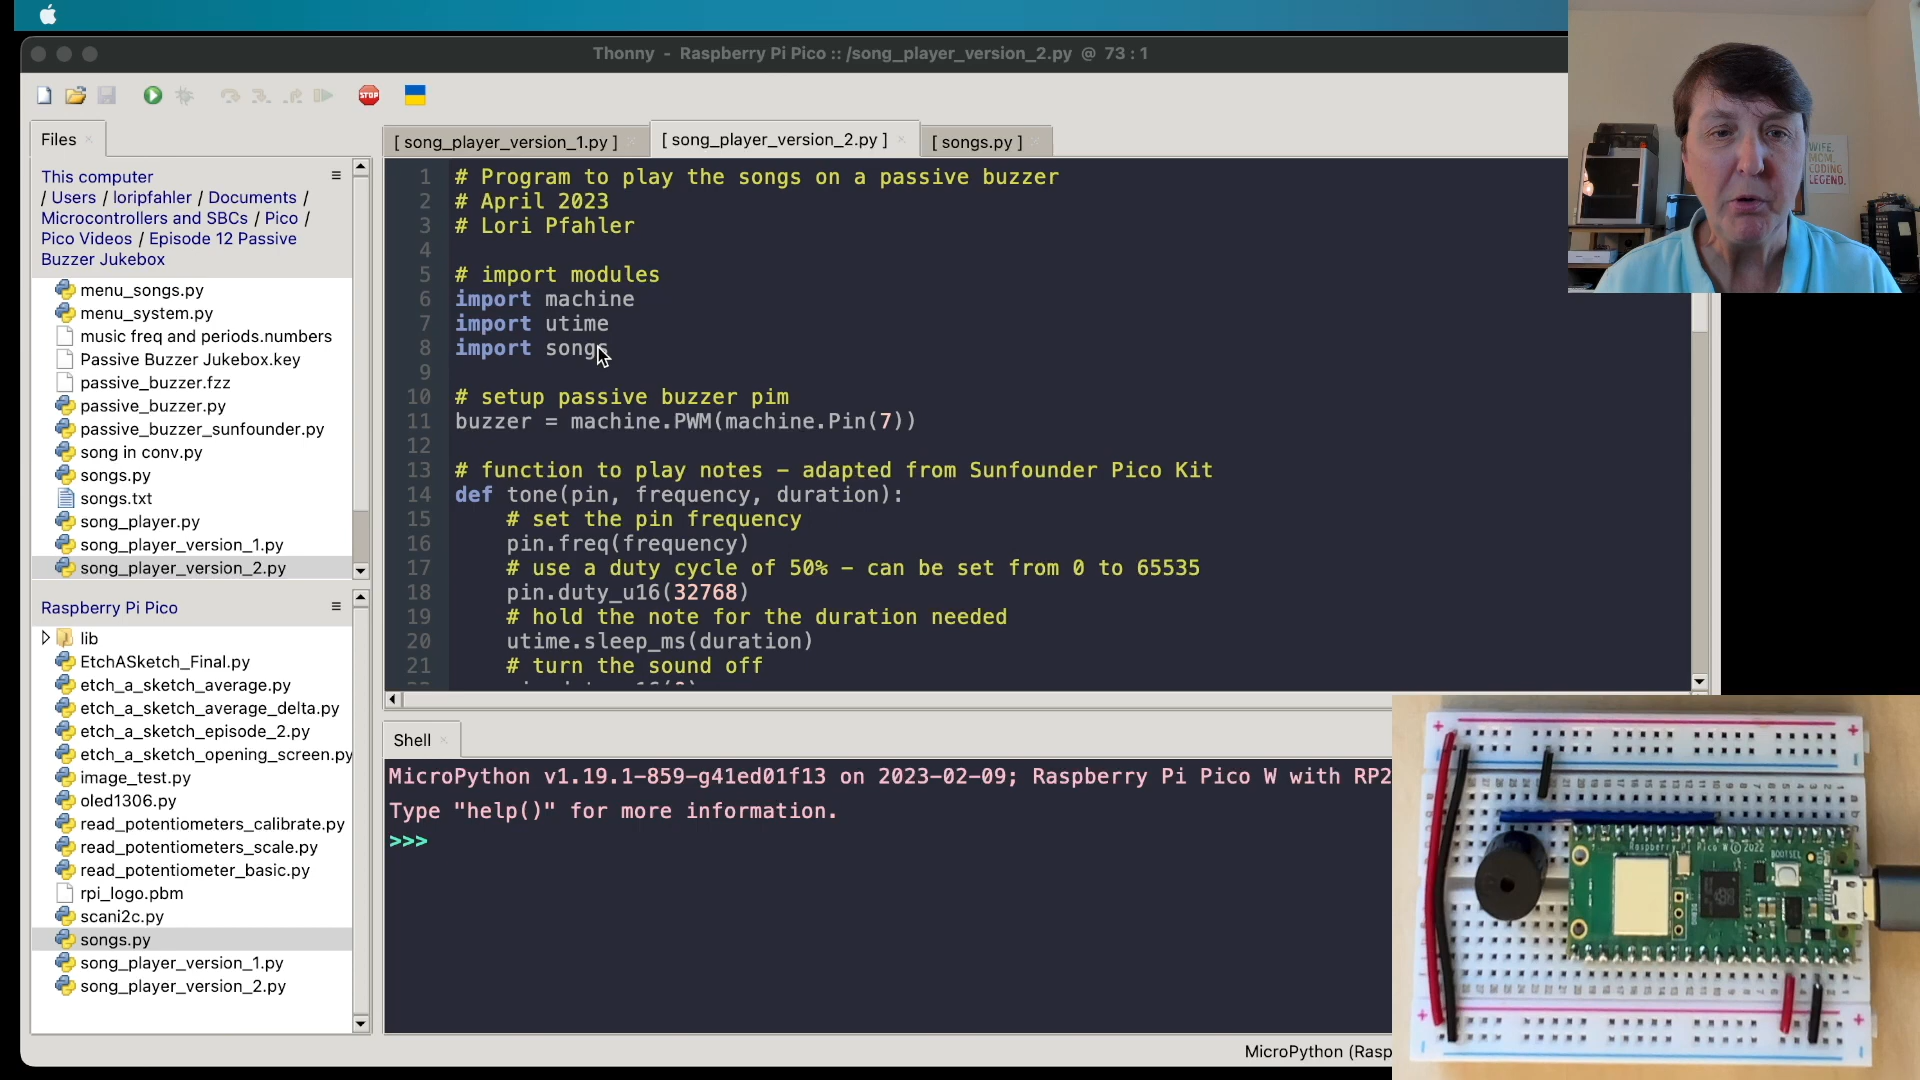 Thonny - Raspberry Pi Pico :: /song_player_version_2.py @ 73 : 1
STOP
Files
This computer
/ Users / loripfahler / Documents /
Microcontrollers and SBCs / Pico /
Pico Videos / Episode 12 Passive
Buzzer Jukebox
menu_songs.py
menu_system.py
music freq and periods.numbers
Passive Buzzer Jukebox.key
passive_buzzer.fzz
passive_buzzer.py
passive_buzzer_sunfounder.py
song in conv.py
songs.py
songs.txt
song_player.py
song_player_version_1.py
song_player_version_2.py
Raspberry Pi Pico
lib
EtchASketch_Final.py
etch_a_sketch_average.py
etch_a_sketch_average_delta.py
etch_a_sketch_episode_2.py
etch_a_sketch_opening_screen.py
image_test.py
oled1306.py
read_potentiometers_calibrate.py
read_potentiometers_scale.py
read_potentiometer_basic.py
rpi_logo.pbm
scani2c.py
songs.py
song_player_version_1.py
song_player_version_2.py
[ song_player_version_1.py ]
[ song_player_version_2.py ]
[ songs.py ]
1 # Program to play the songs on a passive buzzer
2 # April 2023
3 # Lori Pfahler
4
5 # import modules
6 import machine
7 import utime
8 import songs
9
10 # setup passive buzzer pim
11 buzzer = machine.PWM(machine.Pin(7))
12
13 # function to play notes – adapted from Sunfounder Pico Kit
14 def tone(pin, frequency, duration):
15 # set the pin frequency
16 pin.freq(frequency)
17 # use a duty cycle of 50% – can be set from 0 to 65535
18 pin.duty_u16(32768)
19 # hold the note for the duration needed
20 utime.sleep_ms(duration)
21 # turn the sound off
Shell
MicroPython v1.19.1-859-g41ed01f13 on 2023-02-09; Raspberry Pi Pico W with RP2
Type "help()" for more information.
>>>
MicroPython (Rasp
WIFE.
MOM.
CODING
LEGEND.
Raspberry Pi Pico W © 2022
BOOTSEL
DEBUG